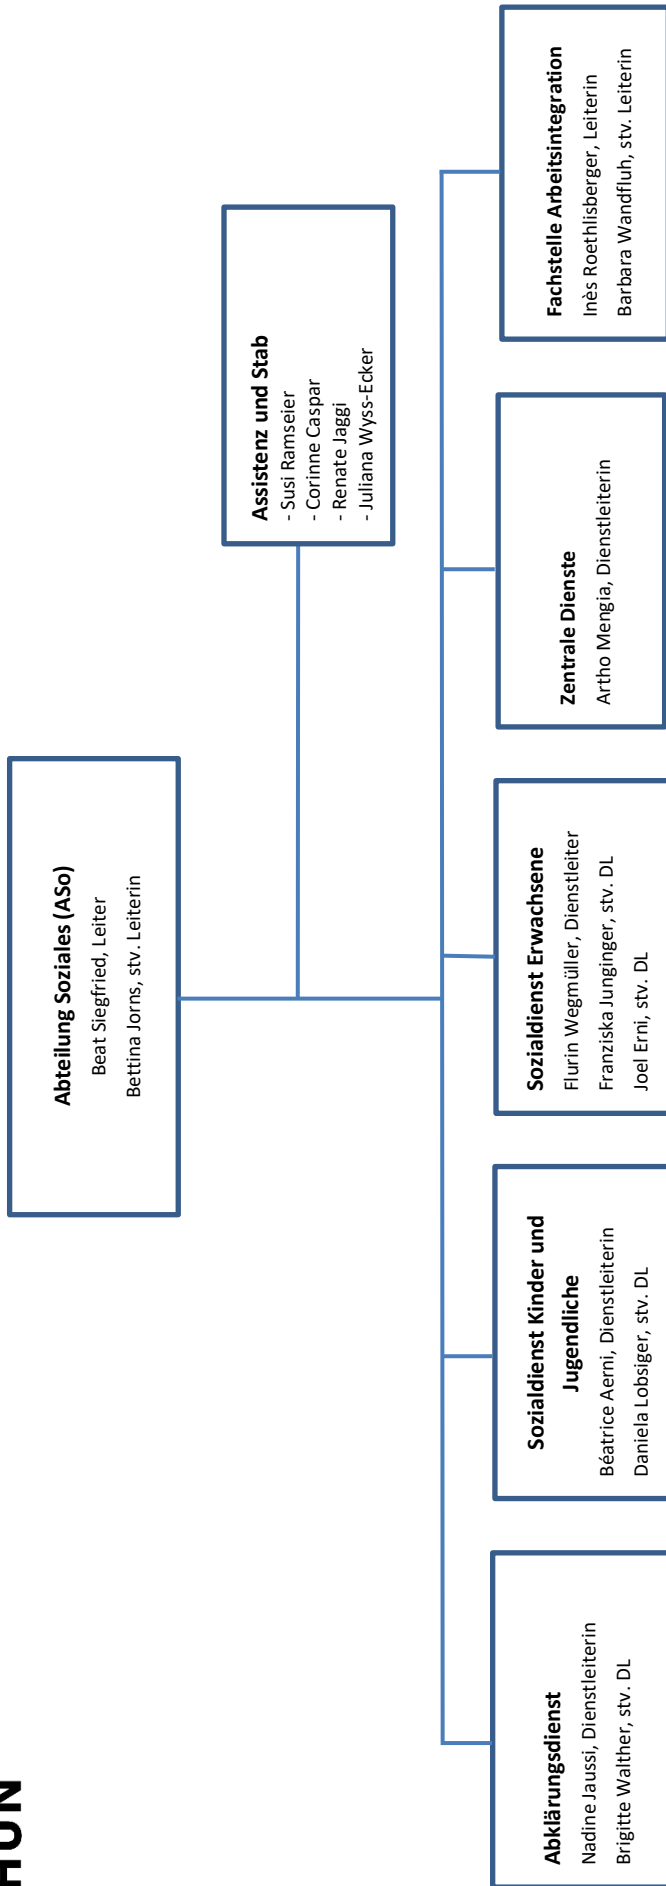 HUN
Abteilung Soziales (ASo)
Beat Siegfried, Leiter
Bettina Jorns, stv. Leiterin
Assistenz und Stab
- Susi Ramseier
- Corinne Caspar
- Renate Jaggi
- Juliana Wyss-Ecker
Abklärungsdienst
Nadine Jaussi, Dienstleiterin
Brigitte Walther, stv. DL
Sozialdienst Kinder und
Jugendliche
Béatrice Aerni, Dienstleiterin
Daniela Lobsiger, stv. DL
Sozialdienst Erwachsene
Flurin Wegmüller, Dienstleiter
Franziska Junginger, stv. DL
Joel Erni, stv. DL
Zentrale Dienste
Artho Mengia, Dienstleiterin
Fachstelle Arbeitsintegration
Inès Roethlisberger, Leiterin
Barbara Wandfluh, stv. Leiterin